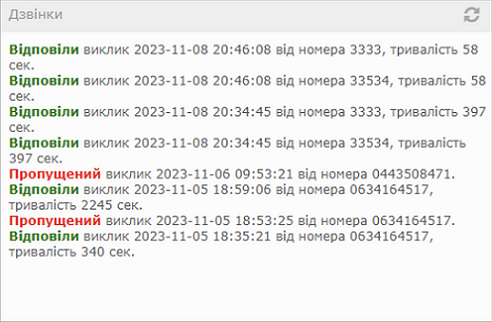 Дзвінки
Відповіли виклик 2023-11-08 20:46:08 від номера 3333, тривалість 58
сек.
Відповіли виклик 2023-11-08 20:46:08 від номера 33534, тривалість 58
сек.
Відповіли виклик 2023-11-08 20:34:45 від номера 3333, тривалість 397
сек.
Відповіли виклик 2023-11-08 20:34:45 від номера 33534, тривалість
397 сек.
Пропущений виклик 2023-11-06 09:53:21 від номера 0443508471.
Відповіли виклик 2023-11-05 18:59:06 від номера 0634164517,
тривалість 2245 сек.
Пропущений виклик 2023-11-05 18:53:25 від номера 0634164517.
Відповіли виклик 2023-11-05 18:35:21 від номера 0634164517,
тривалість 340 сек.